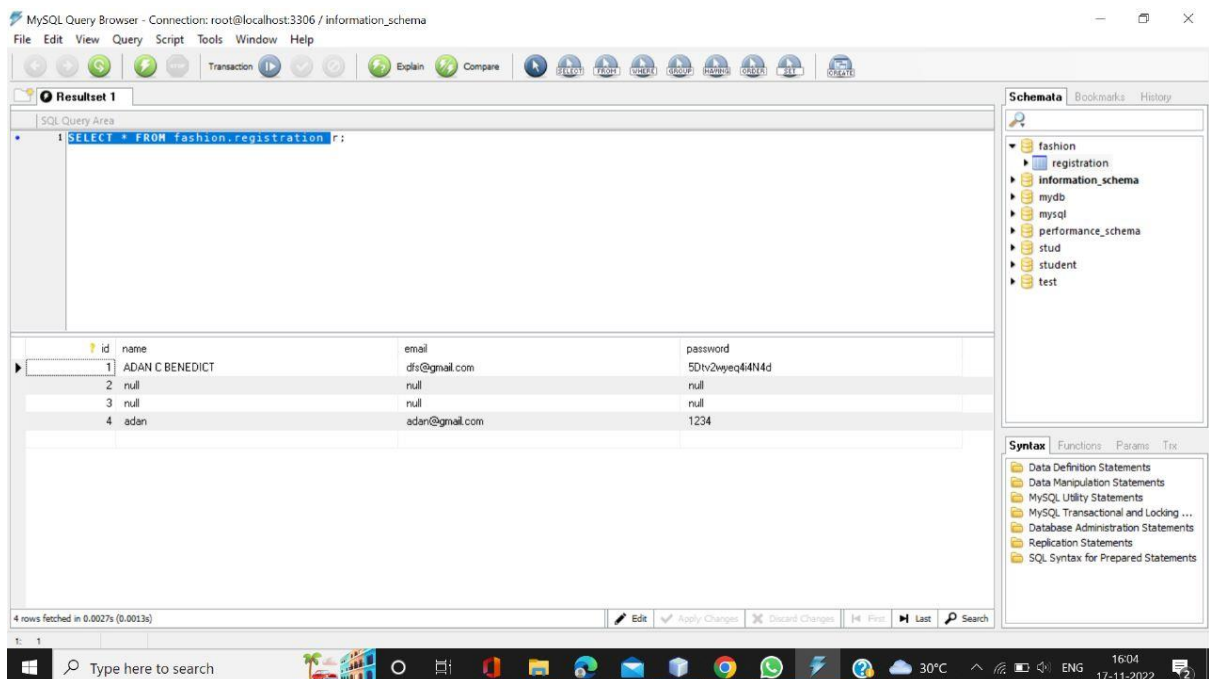 MySQL Query Browser - Connection: root@localhost:3306 / information_schema
File Edit View Query Script Tools Window Help
Transaction Explain Compare SELECT FROM WHERE GROUP HAVING ORDER SET CREATE
Resultset 1
SQL Query Area
1 SELECT * FROM fashion.registration r;
id name email password
1 ADAN C BENEDICT dfs@gmail.com 5Dtv2wyeq4i4N4d
2 null null null
3 null null null
4 adan adan@gmail.com 1234
4 rows fetched in 0.0027s (0.0013s) Edit Apply Changes Discard Changes First Last Search
1: 1
Schemata Bookmarks History
fashion
registration
information_schema
mydb
mysql
performance_schema
stud
student
test
Syntax Functions Params Trx
Data Definition Statements
Data Manipulation Statements
MySQL Utility Statements
MySQL Transactional and Locking ...
Database Administration Statements
Replication Statements
SQL Syntax for Prepared Statements
Type here to search 30°C ENG 16:04
17-11-2022 2